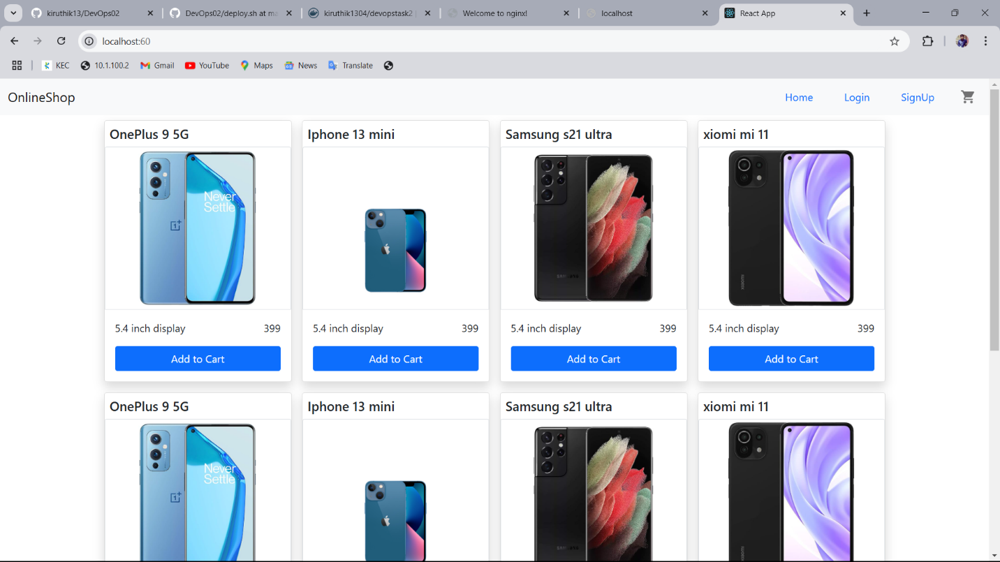 kiruthik13/DevOps02
DevOps02/deploy.sh at ma
kiruthik1304/devopstask2 |
Welcome to nginx!
localhost
React App
localhost:60
KEC
10.1.100.2
Gmail
YouTube
Maps
News
Translate
OnlineShop
Home
Login
SignUp
OnePlus 9 5G
Iphone 13 mini
Samsung s21 ultra
xiomi mi 11
Never
Settle
SAMSUNG
xiaomi
5.4 inch display 399
5.4 inch display 399
5.4 inch display 399
5.4 inch display 399
Add to Cart
Add to Cart
Add to Cart
Add to Cart
OnePlus 9 5G
Iphone 13 mini
Samsung s21 ultra
xiomi mi 11
Never
Settle
SAMSUNG
xiaomi